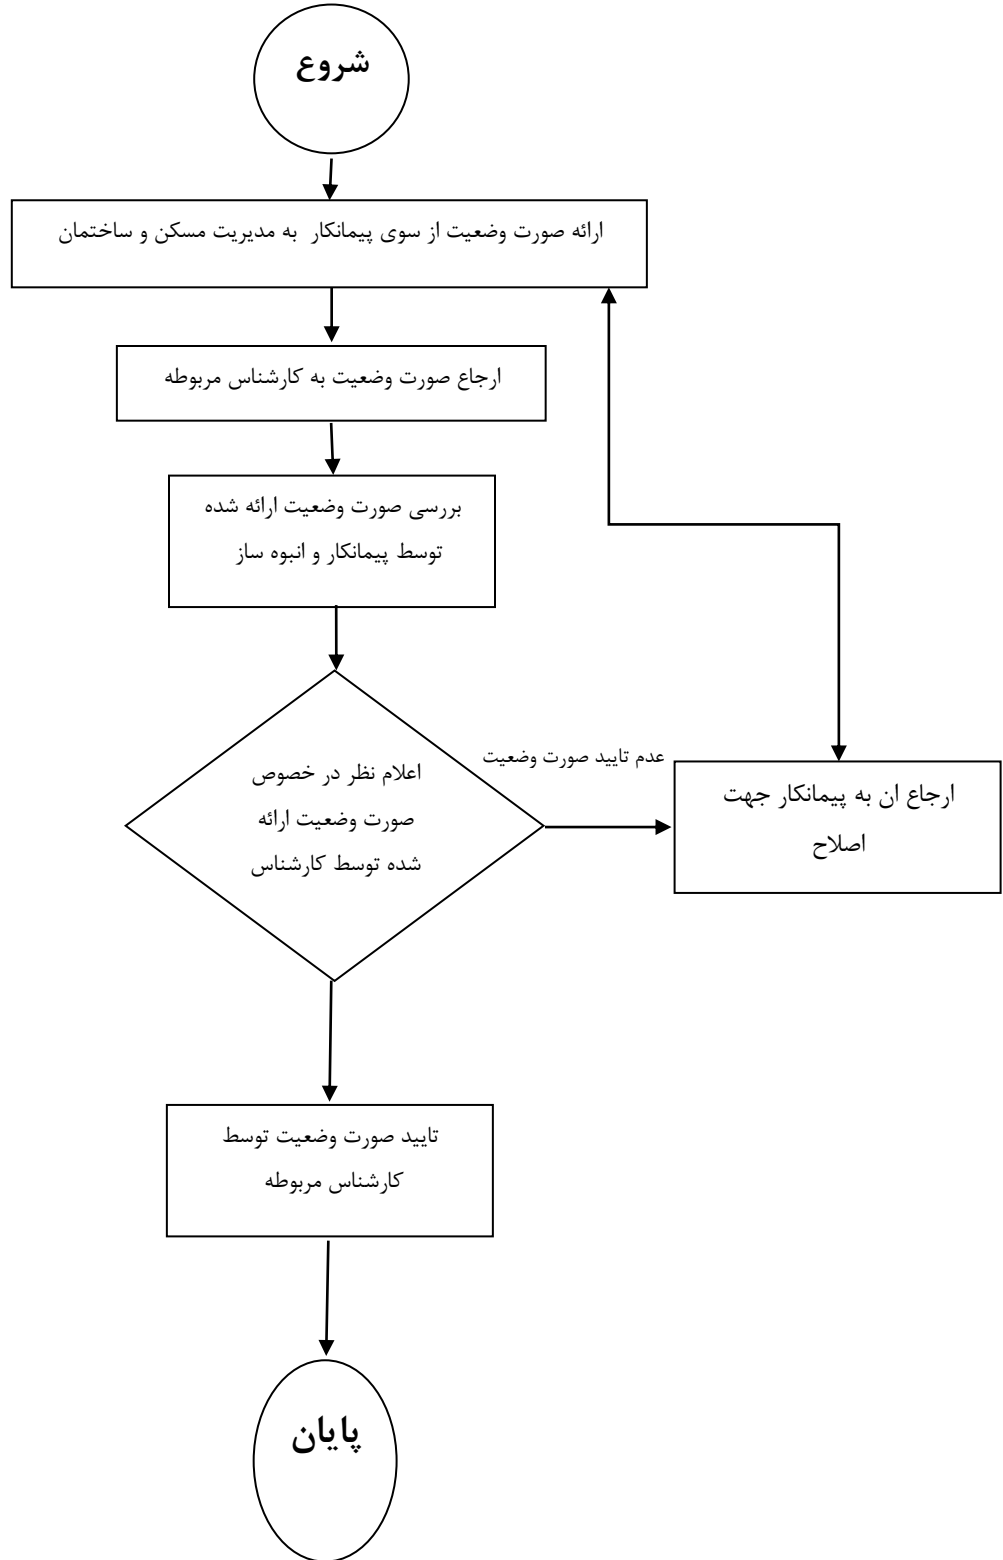 شروع
ارائه صورت وضعیت از سوی پیمانکار به مدیریت مسکن و ساختمان
ارجاع صورت وضعیت به کارشناس مربوطه
بررسی صورت وضعیت ارائه شده
توسط پیمانکار و انبوه ساز
اعلام نظر در خصوص
صورت وضعیت ارائه
شده توسط کارشناس
عدم تایید صورت وضعیت
ارجاع ان به پیمانکار جهت
اصلاح
تایید صورت وضعیت توسط
کارشناس مربوطه
پایان